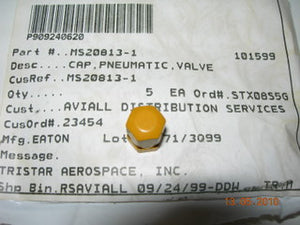 P909240620
Part #..MS20813-1
101599
Desc....CAP,PNEUMATIC,VALVE
CusRef..MS20813-1
Qty..... 5 EA Ord#.STX0855G
Cust....AVIALL DISTRIBUTION SERVICES
CusOrd#.23454
Mfg.EATON Lot 71/3099
Message.
TRISTAR AEROSPACE, INC.
Shp Bin.RSAVIALL 09/24/99-DDH